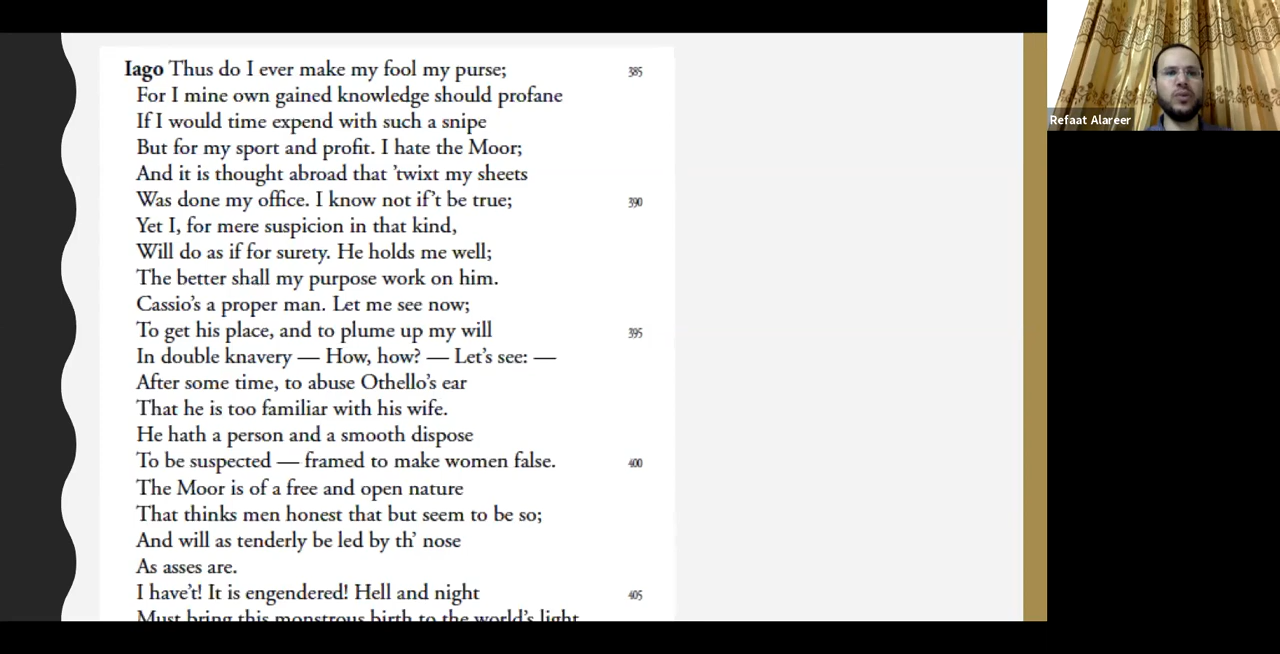 Iago Thus do I ever make my fool my purse; 385
For I mine own gained knowledge should profane
If I would time expend with such a snipe
But for my sport and profit. I hate the Moor;
And it is thought abroad that 'twixt my sheets
Was done my office. I know not if't be true; 390
Yet I, for mere suspicion in that kind,
Will do as if for surety. He holds me well;
The better shall my purpose work on him.
Cassio's a proper man. Let me see now;
To get his place, and to plume up my will 395
In double knavery — How, how? — Let's see: —
After some time, to abuse Othello's ear
That he is too familiar with his wife.
He hath a person and a smooth dispose
To be suspected — framed to make women false. 400
The Moor is of a free and open nature
That thinks men honest that but seem to be so;
And will as tenderly be led by th' nose
As asses are.
I have't! It is engendered! Hell and night 405
Must bring this monstrous birth to the world's light
Refaat Alareer